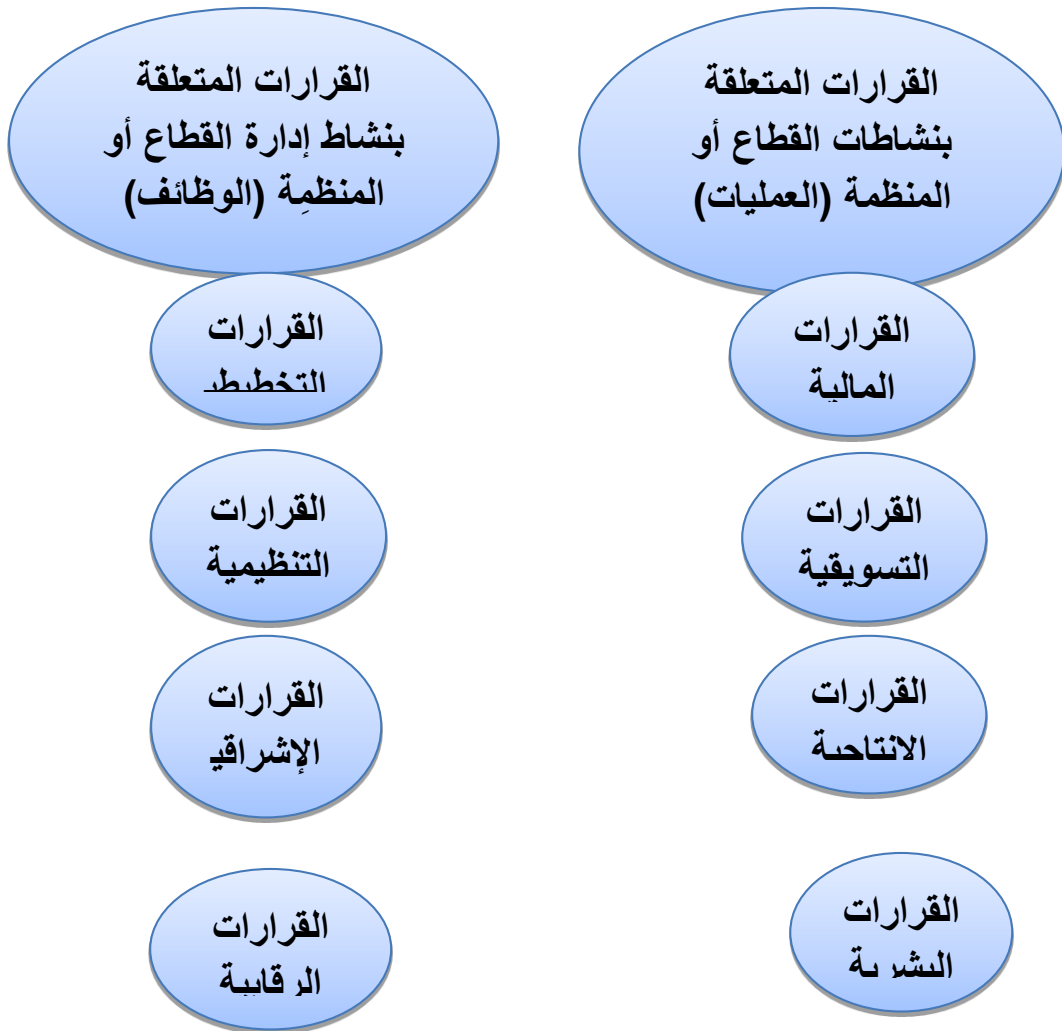 القرارات المتعلقة
بنشاطات القطاع أو
المنظمة (العمليات)
القرارات
المالية
القرارات
التسويقية
القرارات
الانتاجية
القرارات
البشرية
القرارات المتعلقة
بنشاط إدارة القطاع أو
المنظمِة (الوظائف)
القرارات
القرارات
التنظيمية
القرارات
القرارات
الرقابية